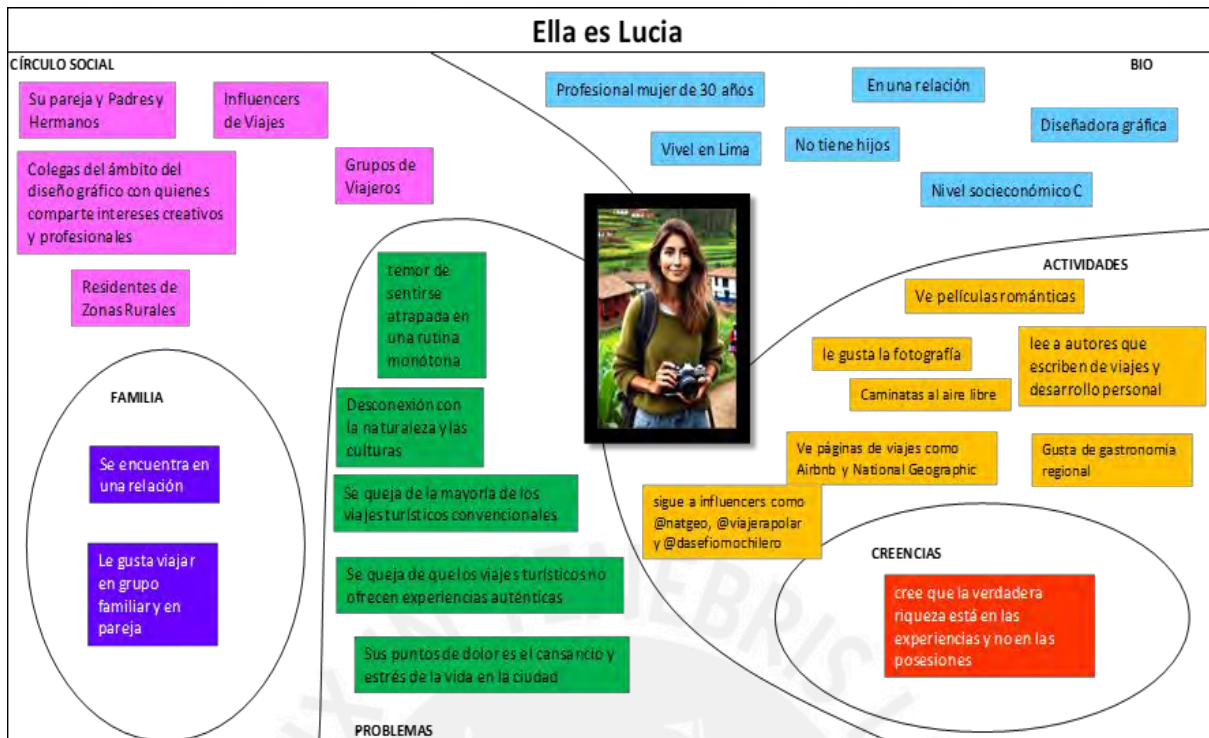 Ella es Lucia
CÍRCULO SOCIAL
Su pareja y Padres y
Hermanos
Influencers
de Viajes
Colegas del ámbito del
diseño gráfico con quienes
comparte intereses creativos
y profesionales
Grupos de
Viajeros
Residentes de
Zonas Rurales
BIO
Profesional mujer de 30 años
En una relación
Diseñadora gráfica
Vivel en Lima
No tiene hijos
Nivel socioeconómico C
FAMILIA
Se encuentra en
una relación
Le gusta viajar
en grupo
familiar y en
pareja
temor de
sentirse
atrapada en
una rutina
monótona
Desconexión con
la naturaleza y las
culturas
Se queja de la mayoría de los
viajes turísticos convencionales
Se queja de que los viajes turísticos no
ofrecen experiencias auténticas
Sus puntos de dolor es el cansancio y
estrés de la vida en la ciudad
PROBLEMAS
ACTIVIDADES
Ve películas románticas
le gusta la fotografía
lee a autores que
escriben de viajes y
desarrollo personal
Caminatas al aire libre
Ve páginas de viajes como
Airbnb y National Geographic
Gusta de gastronomia
regional
sigue a influencers como
@natgeo, @viajerapolar
y @dasefiomochilero
CREENCIAS
cree que la verdadera
riqueza está en las
experiencias y no en las
posesiones